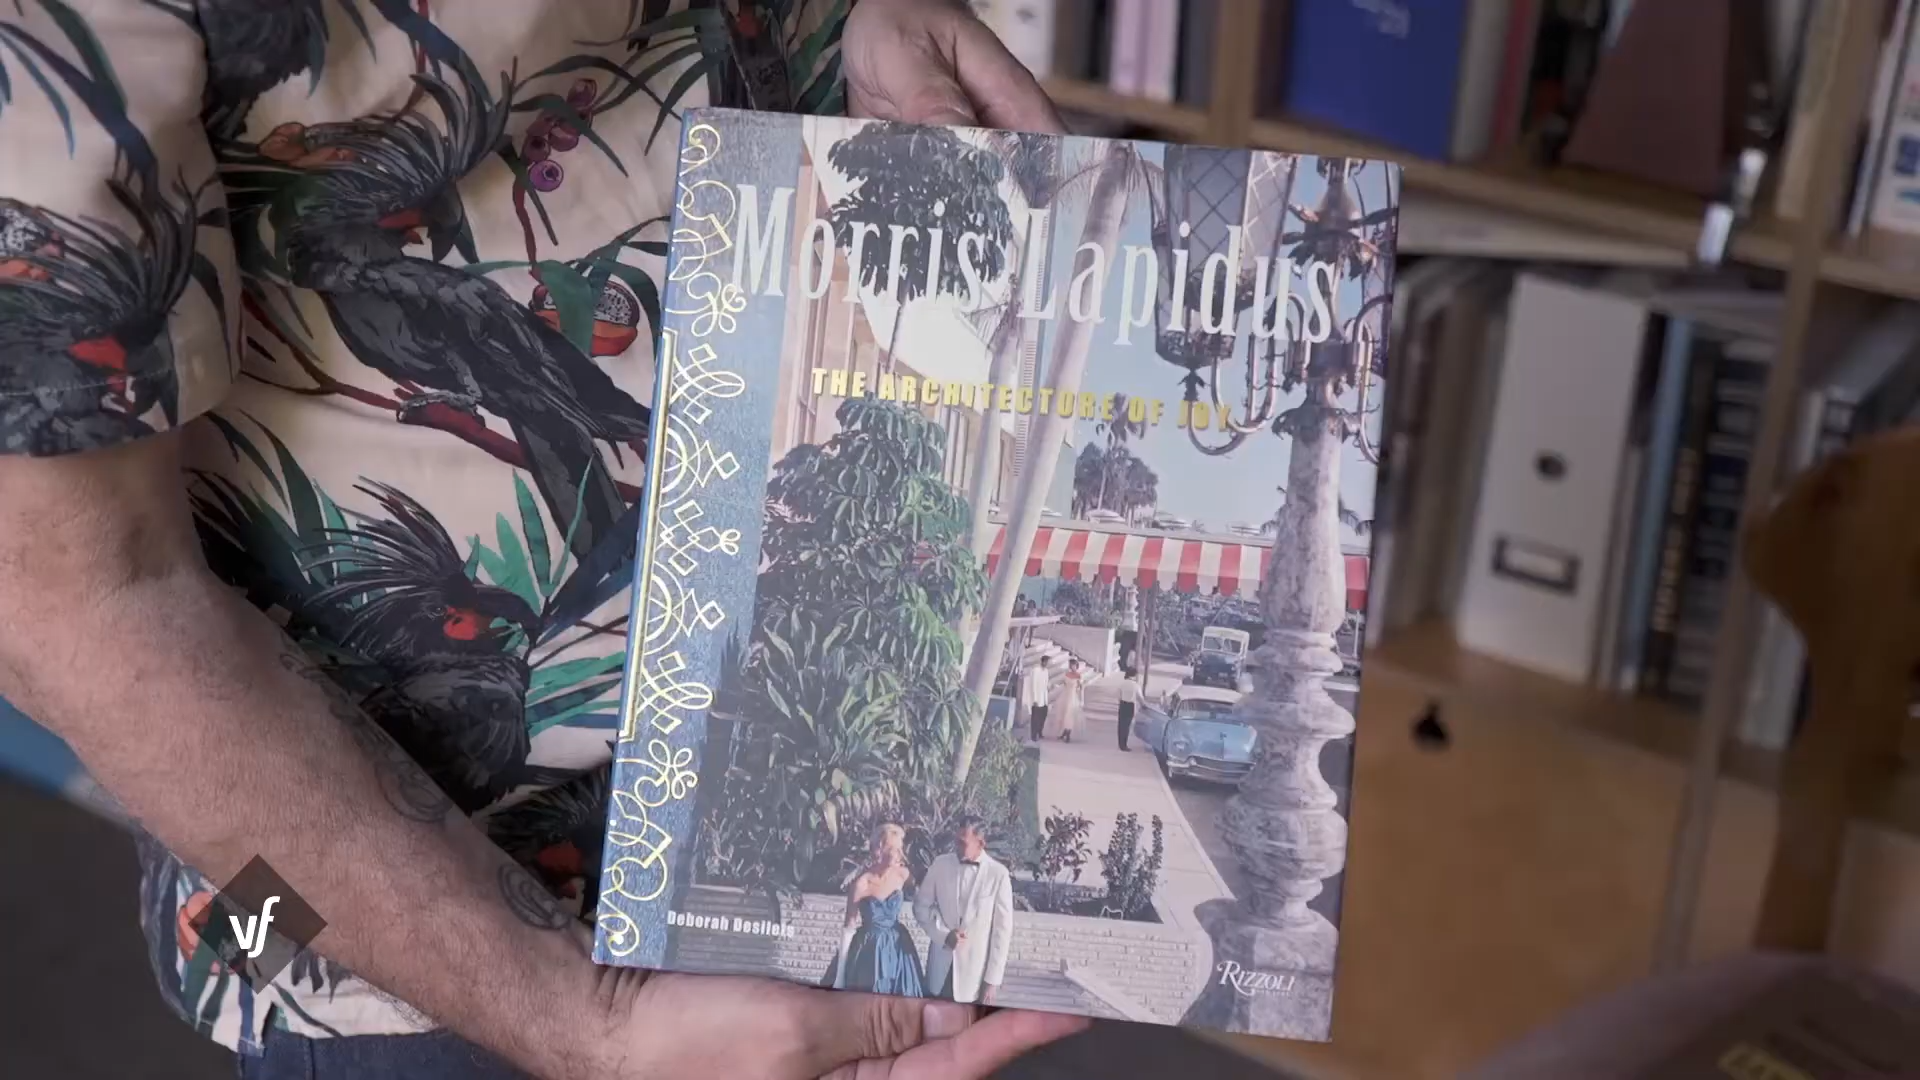 Morris Lapidus
THE ARCHITECTURE OF JOY
Deborah Desilets
RIZZOLI
vf